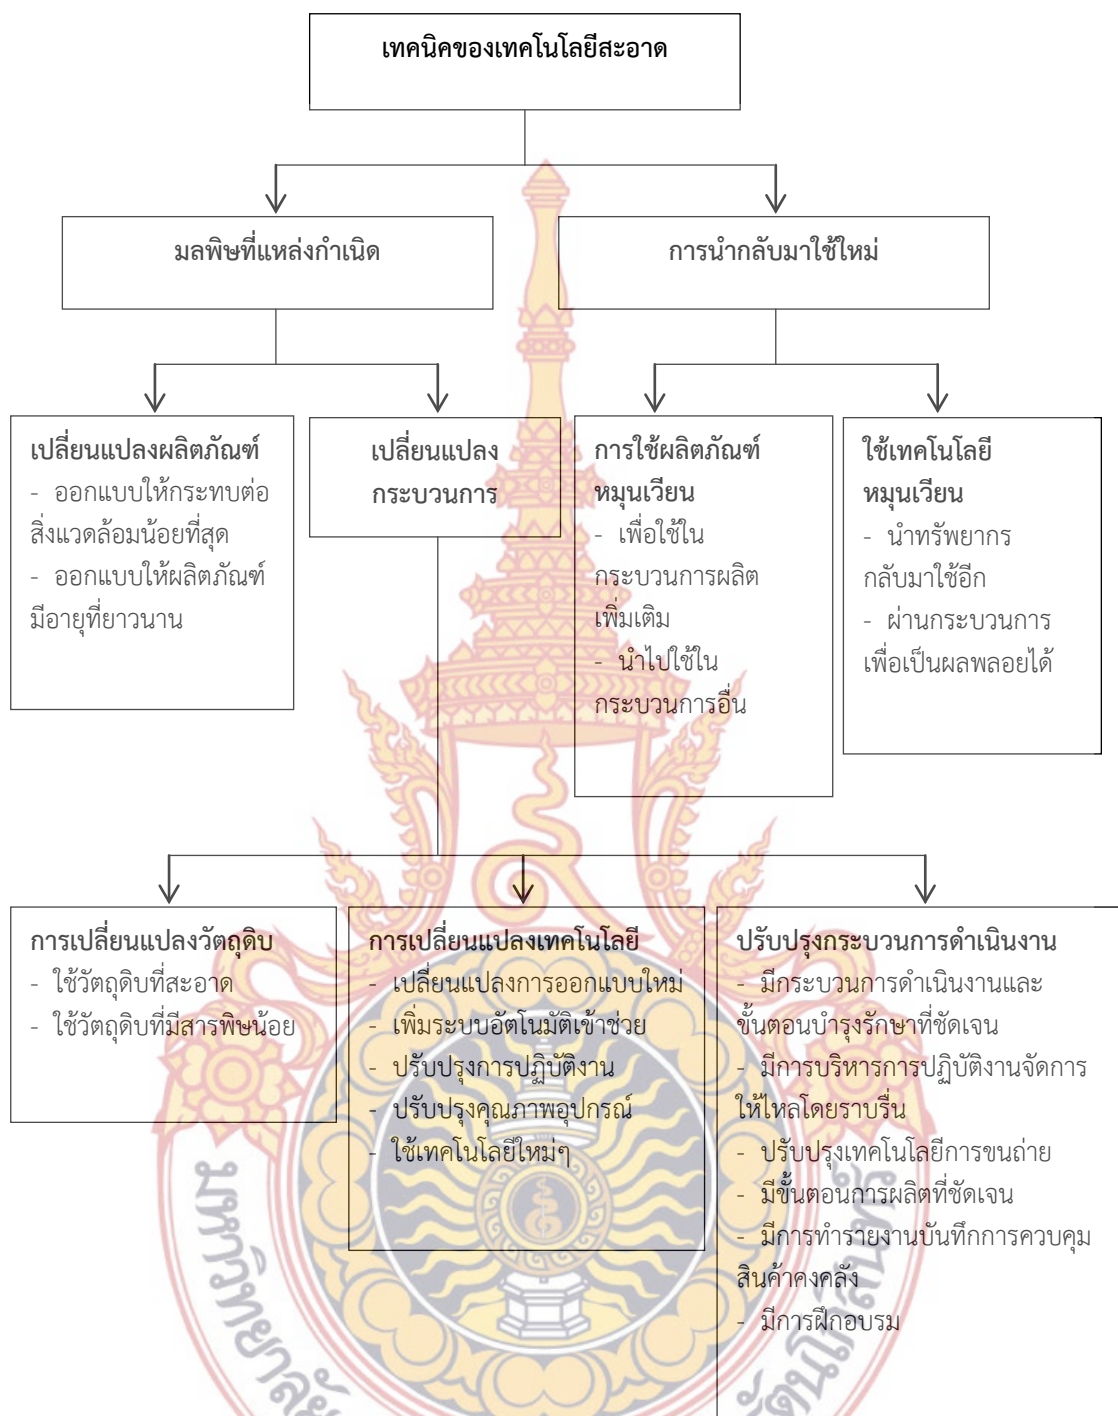 เทคนิคของเทคโนโลยีสะอาด
มลพิษที่แหล่งกำเนิด
การนำกลับมาใช้ใหม่
เปลี่ยนแปลงผลิตภัณฑ์
- ออกแบบให้กระทบต่อ
สิ่งแวดล้อมน้อยที่สุด
- ออกแบบให้ผลิตภัณฑ์
มีอายุที่ยาวนาน
เปลี่ยนแปลง
กระบวนการ
การใช้ผลิตภัณฑ์
หมุนเวียน
- เพื่อใช้ใน
กระบวนการผลิต
เพิ่มเติม
- นำไปใช้ใน
กระบวนการอื่น
ใช้เทคโนโลยี
หมุนเวียน
- นำทรัพยากร
กลับมาใช้อีก
- ผ่านกระบวนการ
เพื่อเป็นผลพลอยได้
การเปลี่ยนแปลงวัตถุดิบ
- ใช้วัตถุดิบที่สะอาด
- ใช้วัตถุดิบที่มีสารพิษน้อย
การเปลี่ยนแปลงเทคโนโลยี
- เปลี่ยนแปลงการออกแบบใหม่
- เพิ่มระบบอัตโนมัติเข้าช่วย
- ปรับปรุงการปฏิบัติงาน
- ปรับปรุงคุณภาพอุปกรณ์
- ใช้เทคโนโลยีใหม่ๆ
ปรับปรุงกระบวนการดำเนินงาน
- มีกระบวนการดำเนินงานและ
ขั้นตอนบำรุงรักษาที่ชัดเจน
- มีการบริหารการปฏิบัติงานจัดการ
ให้ไหลโดยราบรื่น
- ปรับปรุงเทคโนโลยีการขนถ่าย
- มีขั้นตอนการผลิตที่ชัดเจน
- มีการทำรายงานบันทึกการควบคุม
สินค้าคงคลัง
- มีการฝึกอบรม
มหาวิทยาลัย
รัตนโกสินทร์